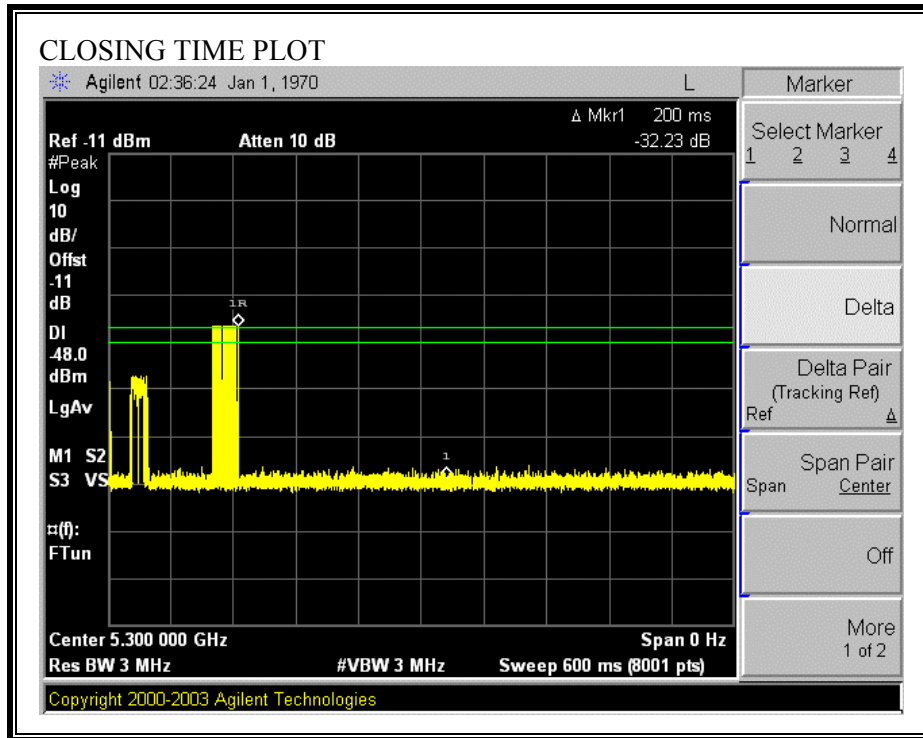 CLOSING TIME PLOT
Agilent 02:36:24 Jan 1, 1970 L
Δ Mkr1 200 ms
Ref -11 dBm Atten 10 dB -32.23 dB
#Peak
Log
10
dB/
Offst
-11
dB
DI
-48.0
dBm
LgAv
M1 S2
S3 VS
¤(f):
FTun
1R
1
Center 5.300 000 GHz Span 0 Hz
Res BW 3 MHz #VBW 3 MHz Sweep 600 ms (8001 pts)
Copyright 2000-2003 Agilent Technologies
Marker
Select Marker
1 2 3 4
Normal
Delta
Delta Pair
(Tracking Ref)
Ref Δ
Span Pair
Span Center
Off
More
1 of 2